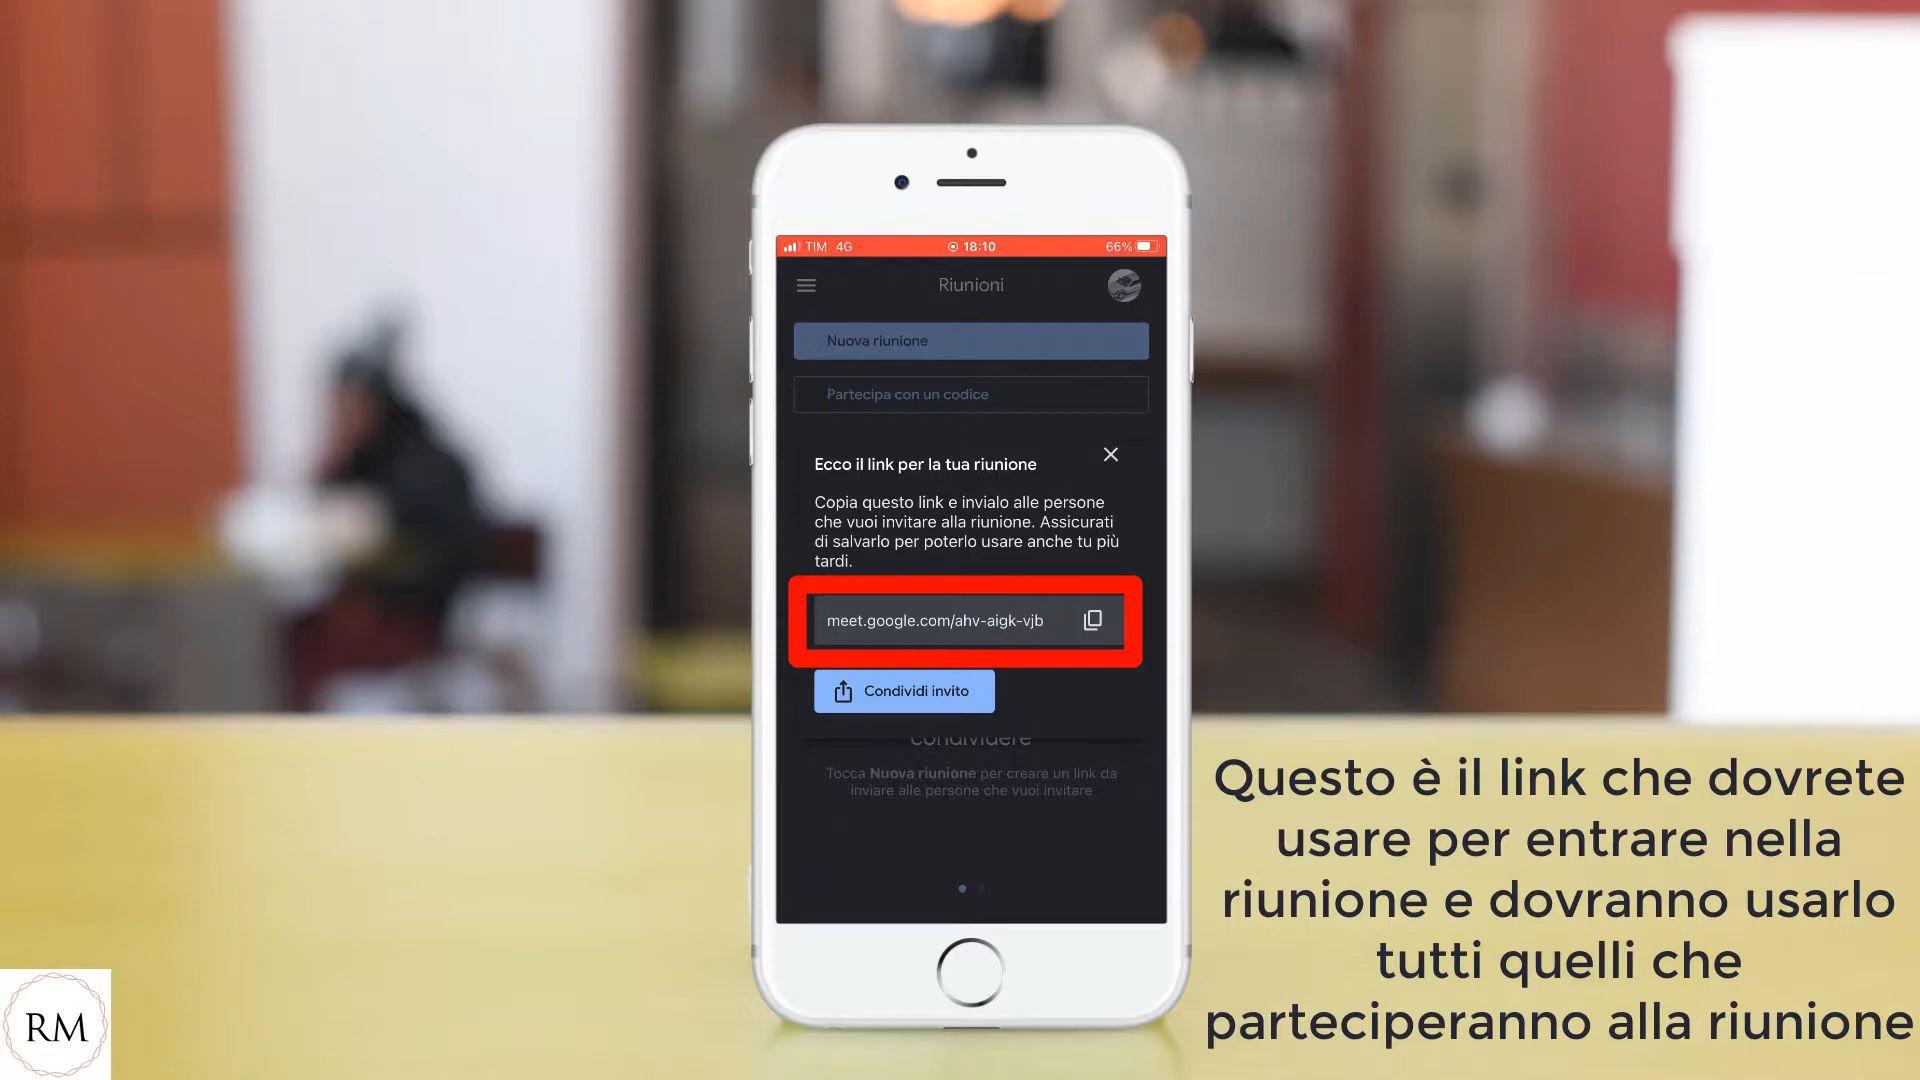 TIM 4G
18:10
66%
Riunioni
Nuova riunione
Partecipa con un codice
Ecco il link per la tua riunione
Copia questo link e invialo alle persone
che vuoi invitare alla riunione. Assicurati
di salvarlo per poterlo usare anche tu più
tardi.
meet.google.com/ahv-aigk-vjb
Condividi invito
condividere
Tocca Nuova riunione per creare un link da
inviare alle persone che vuoi invitare
Questo è il link che dovrete
usare per entrare nella
riunione e dovranno usarlo
tutti quelli che
parteciperanno alla riunione
RM